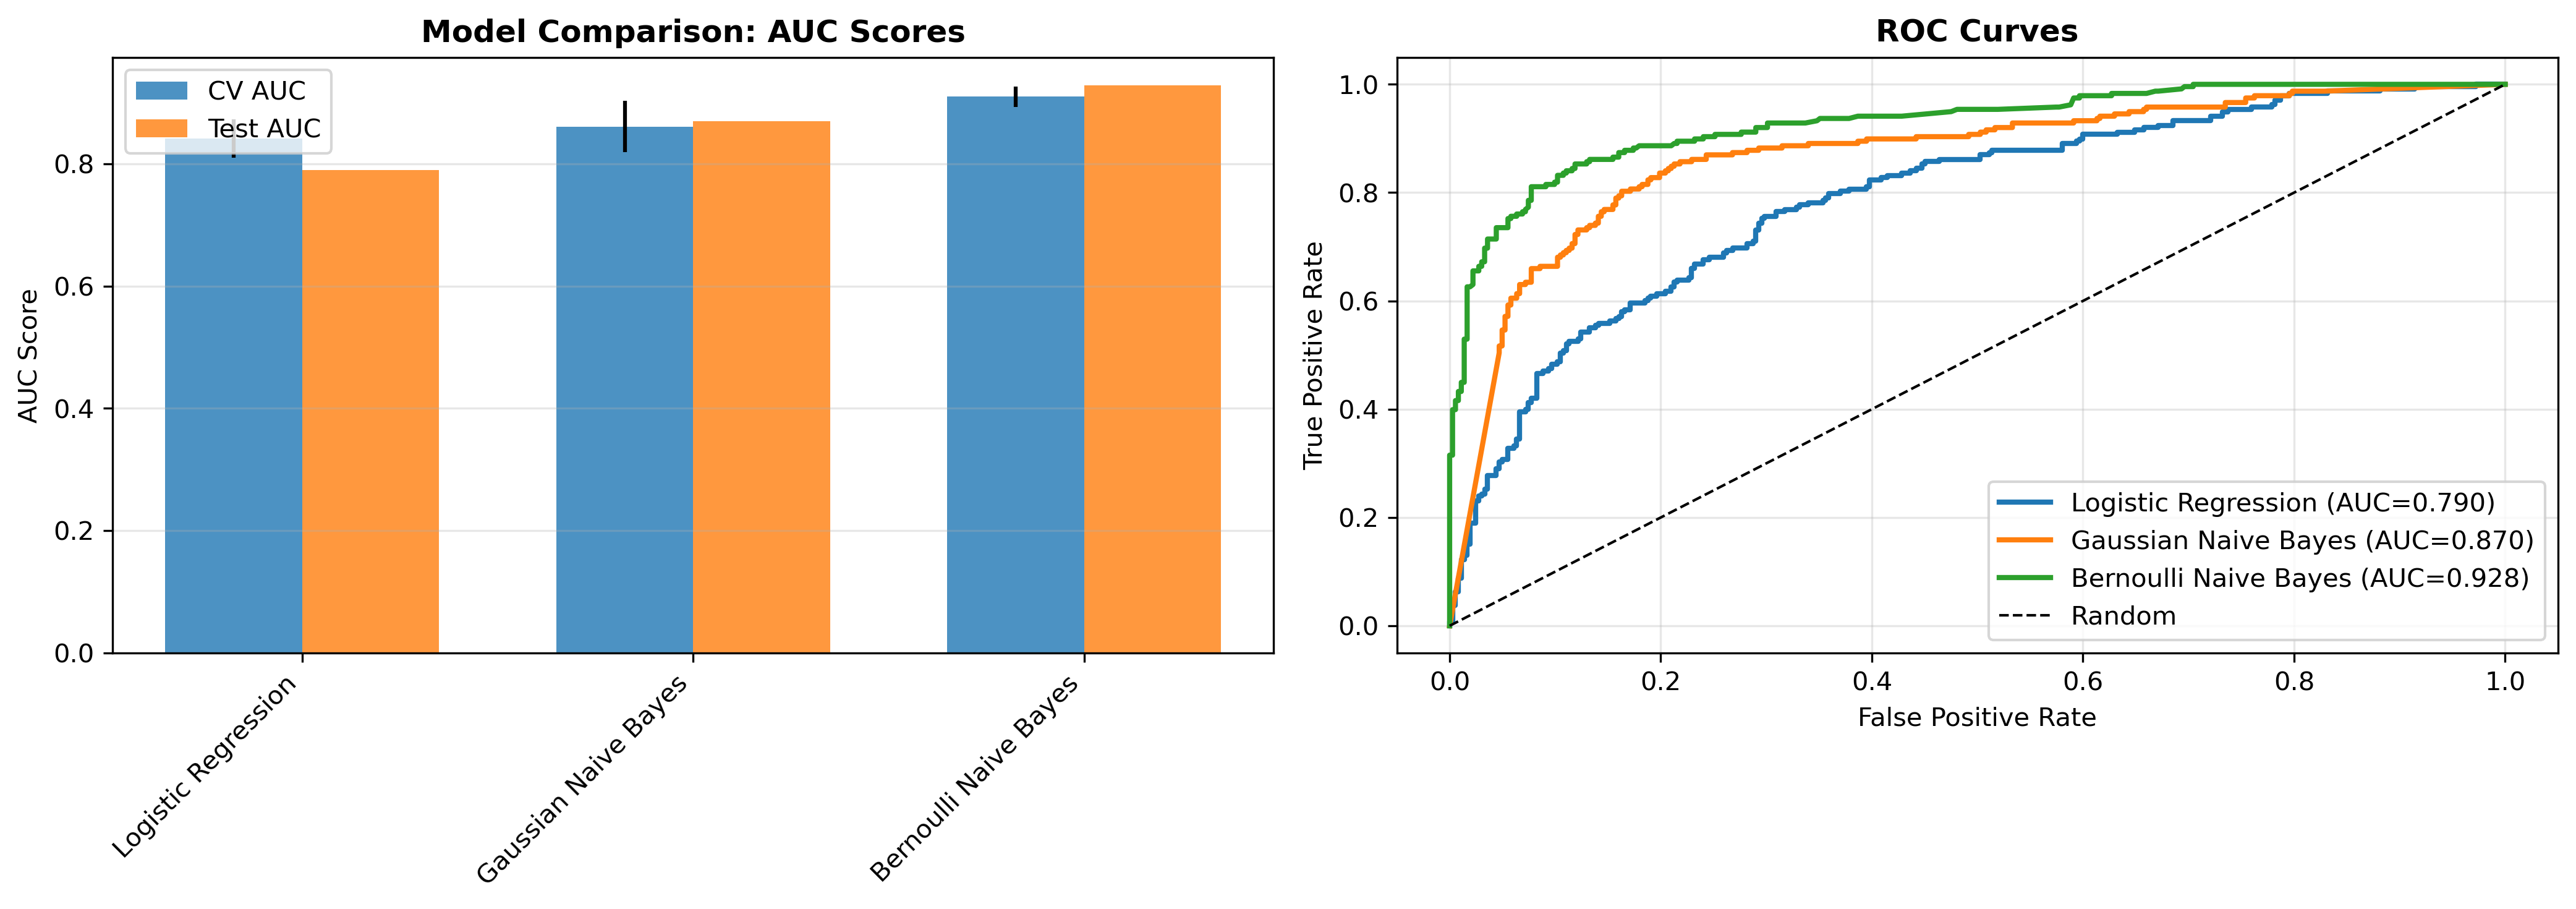 Model Comparison: AUC Scores
CV AUC
Test AUC
AUC Score
0.8
0.6
0.4
0.2
0.0
Logistic Regression
Gaussian Naive Bayes
Bernoulli Naive Bayes
ROC Curves
True Positive Rate
1.0
0.8
0.6
0.4
0.2
0.0
Logistic Regression (AUC=0.790)
Gaussian Naive Bayes (AUC=0.870)
Bernoulli Naive Bayes (AUC=0.928)
Random
0.0 0.2 0.4 0.6 0.8 1.0
False Positive Rate